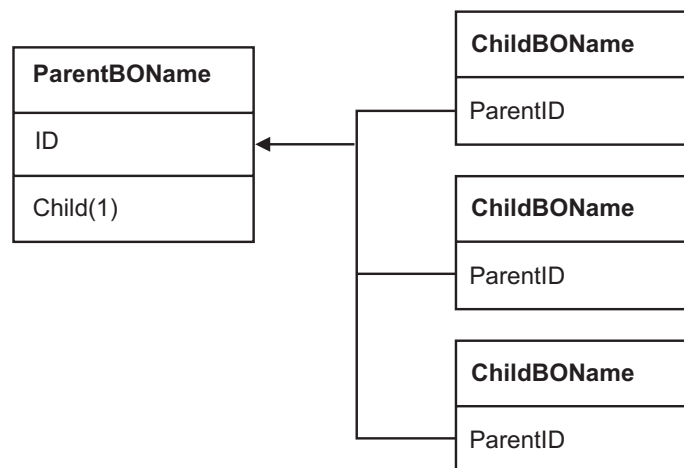 ParentBOName
ID
Child(1)
ChildBOName
ParentID
ChildBOName
ParentID
ChildBOName
ParentID